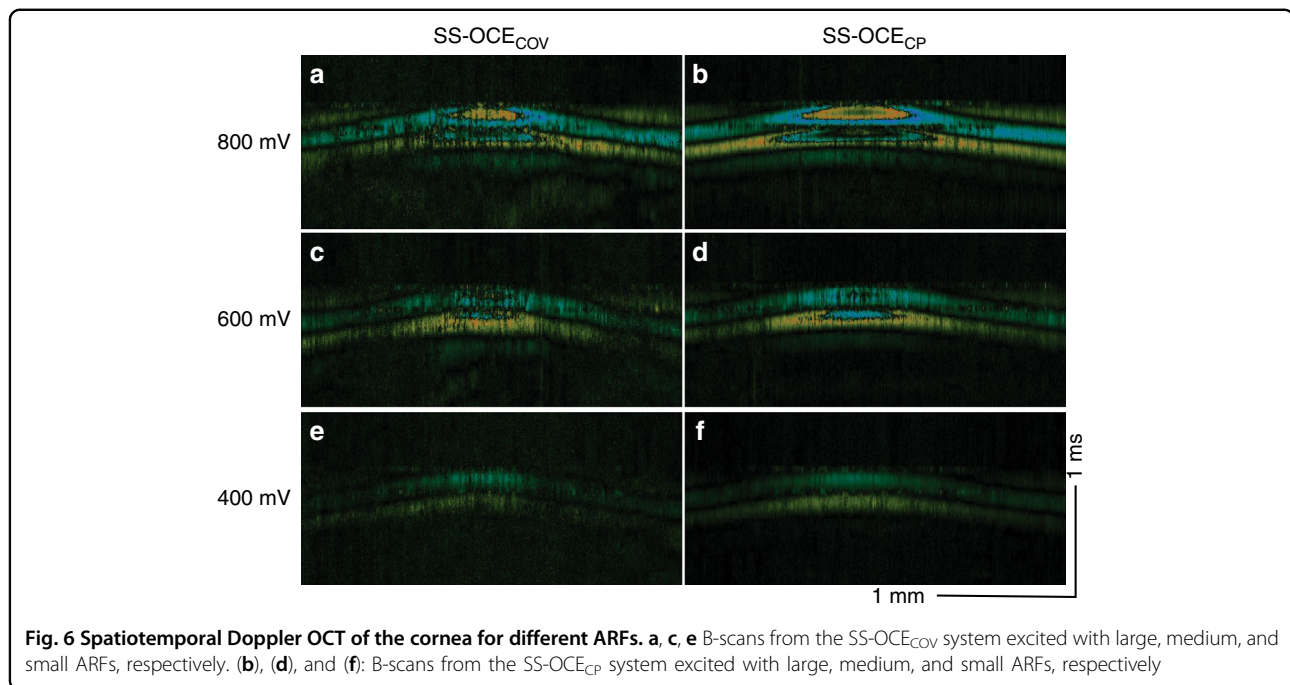 SS-OCE_COV SS-OCE_CP
a b
800 mV
c d
600 mV
e f
400 mV
1 ms
1 mm
Fig. 6 Spatiotemporal Doppler OCT of the cornea for different ARFs. a, c, e B-scans from the SS-OCE_COV system excited with large, medium, and
small ARFs, respectively. (b), (d), and (f): B-scans from the SS-OCE_CP system excited with large, medium, and small ARFs, respectively